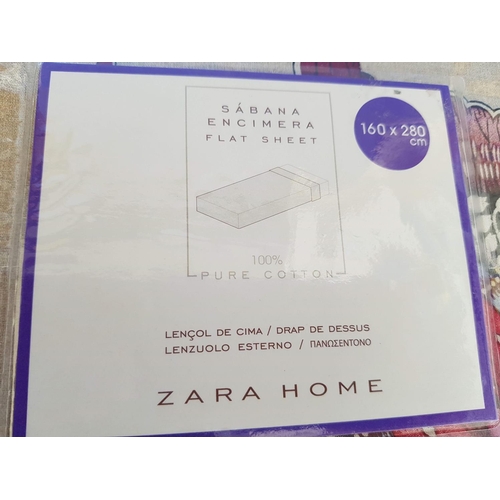 SÁBANA
ENCIMERA
FLAT SHEET
160 x 280
cm
100%
PURE COTTON
LENÇOL DE CIMA / DRAP DE DESSUS
LENZUOLO ESTERNO / ΠΑΝΩΣΕΝΤΟΝΟ
ZARA HOME